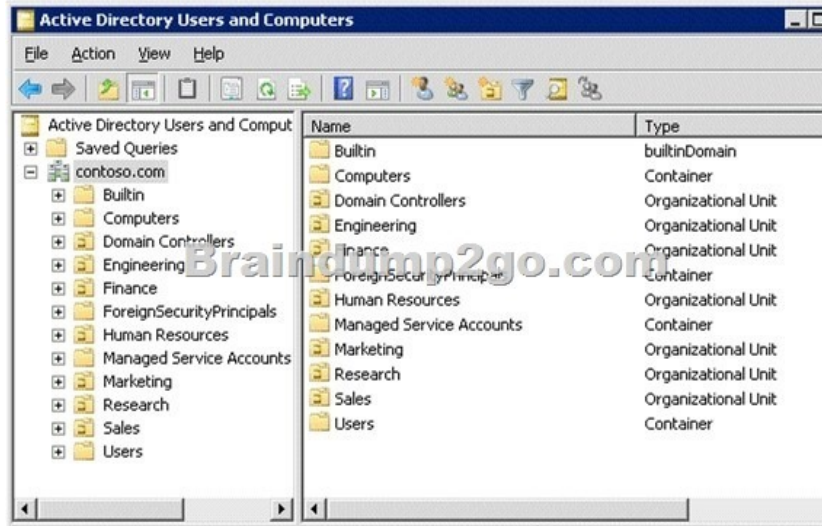 Active Directory Users and Computers
File Action View Help
Active Directory Users and Comput
Saved Queries
contoso.com
Builtin
Computers
Domain Controllers
Engineering
Finance
ForeignSecurityPrincipals
Human Resources
Managed Service Accounts
Marketing
Research
Sales
Users
Name Type
Builtin builtinDomain
Computers Container
Domain Controllers Organizational Unit
Engineering Organizational Unit
Finance Organizational Unit
ForeignSecurityPrincipals Container
Human Resources Organizational Unit
Managed Service Accounts Container
Marketing Organizational Unit
Research Organizational Unit
Sales Organizational Unit
Users Container
Braindump2go.com